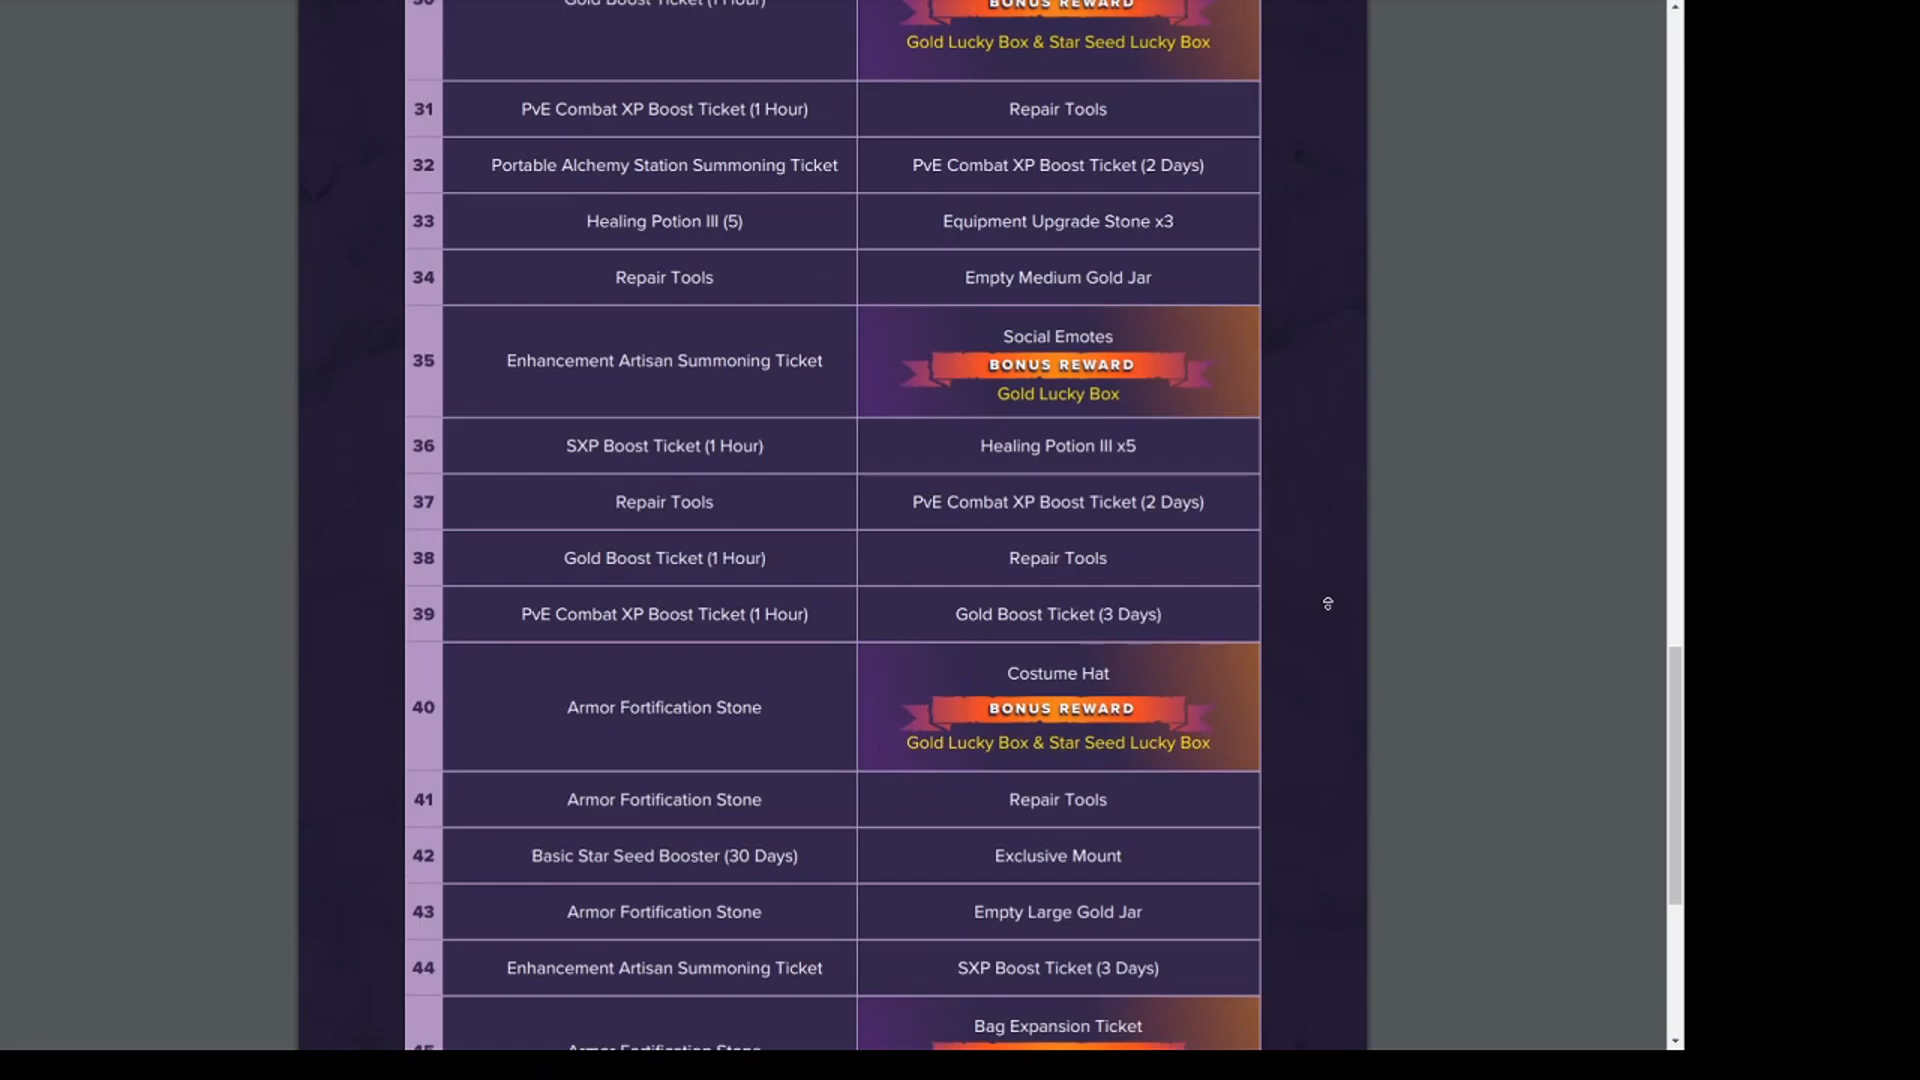 30 Gold Boost Ticket (1 Hour) BONUS REWARD
Gold Lucky Box & Star Seed Lucky Box
31 PvE Combat XP Boost Ticket (1 Hour) Repair Tools
32 Portable Alchemy Station Summoning Ticket PvE Combat XP Boost Ticket (2 Days)
33 Healing Potion III (5) Equipment Upgrade Stone x3
34 Repair Tools Empty Medium Gold Jar
Social Emotes
35 Enhancement Artisan Summoning Ticket BONUS REWARD
Gold Lucky Box
36 SXP Boost Ticket (1 Hour) Healing Potion III x5
37 Repair Tools PvE Combat XP Boost Ticket (2 Days)
38 Gold Boost Ticket (1 Hour) Repair Tools
39 PvE Combat XP Boost Ticket (1 Hour) Gold Boost Ticket (3 Days)
Costume Hat
40 Armor Fortification Stone BONUS REWARD
Gold Lucky Box & Star Seed Lucky Box
41 Armor Fortification Stone Repair Tools
42 Basic Star Seed Booster (30 Days) Exclusive Mount
43 Armor Fortification Stone Empty Large Gold Jar
44 Enhancement Artisan Summoning Ticket SXP Boost Ticket (3 Days)
Bag Expansion Ticket
45 Armor Fortification Stone